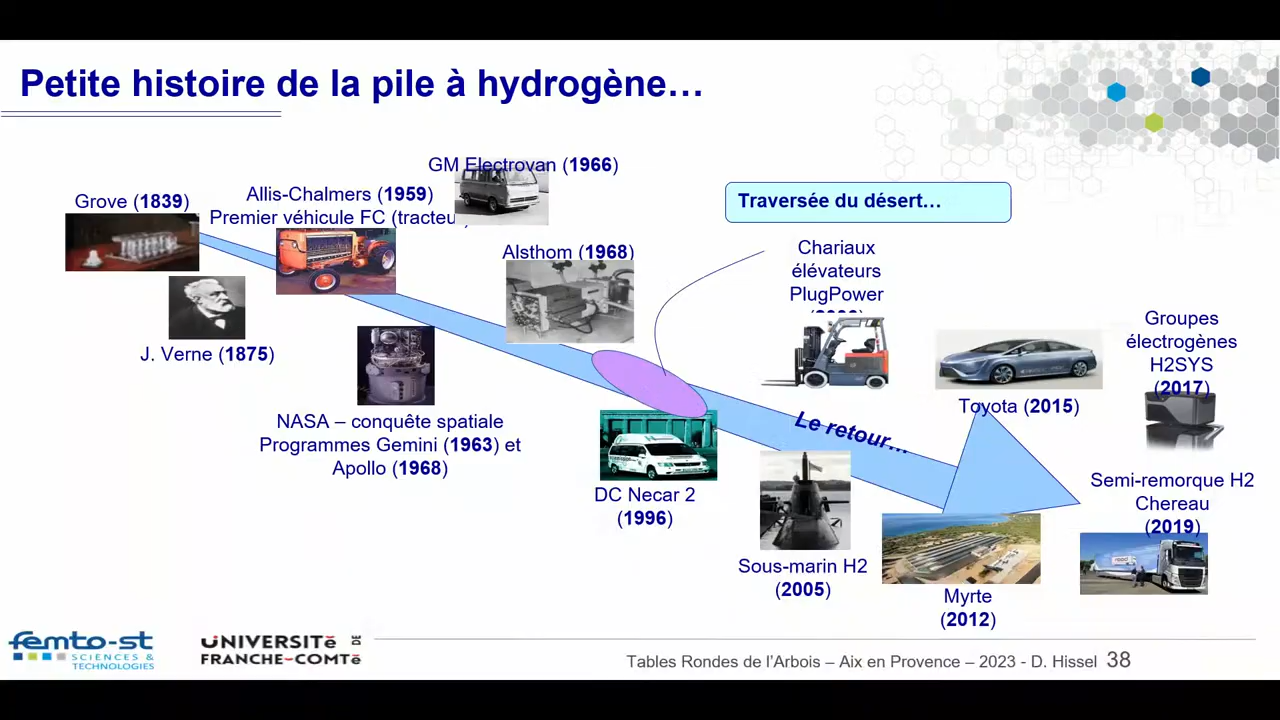 Petite histoire de la pile à hydrogène…
GM Electrovan (1966)
Grove (1839)
Allis-Chalmers (1959)
Premier véhicule FC (tracteu
Traversée du désert…
Alsthom (1968)
Chariaux
élévateurs
PlugPower
J. Verne (1875)
Groupes
électrogènes
H2SYS
(2017)
Toyota (2015)
NASA – conquête spatiale
Programmes Gemini (1963) et
Apollo (1968)
Le retour…
DC Necar 2
(1996)
Semi-remorque H2
Chereau
(2019)
Sous-marin H2
(2005)
Myrte
(2012)
femto-st
SCIENCES &
TECHNOLOGIES
UNIVERSITé DE
FRANCHE-COMTé
Tables Rondes de l'Arbois – Aix en Provence – 2023 - D. Hissel 38